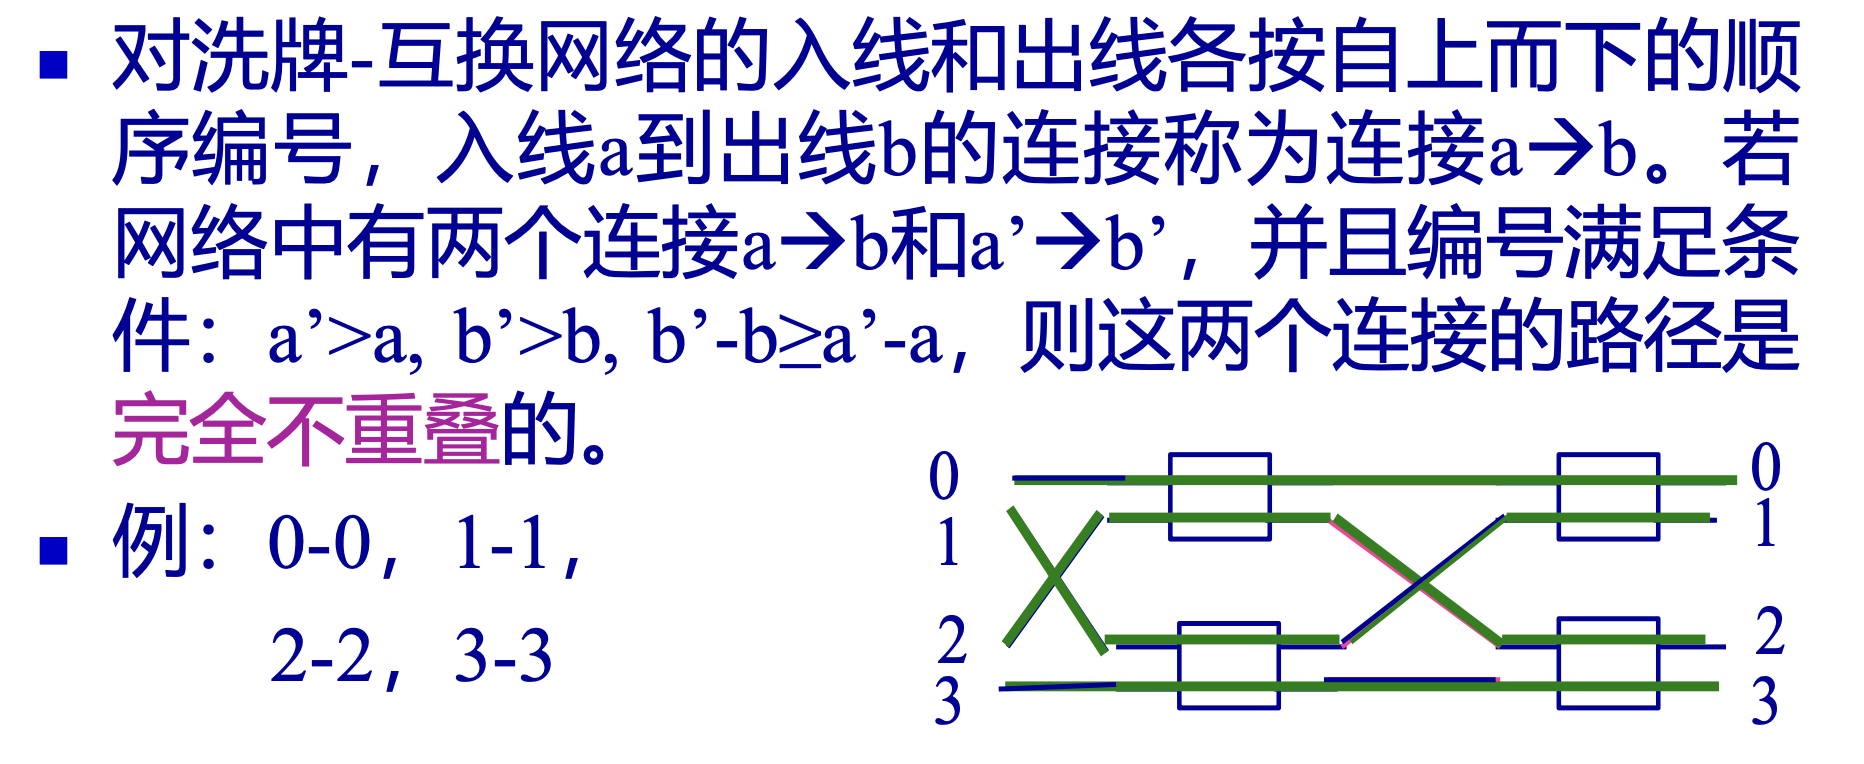 对洗牌-互换网络的入线和出线各按自上而下的顺
序编号，入线a到出线b的连接称为连接a→b。若
网络中有两个连接a→b和a’→b’，并且编号满足条
件：a’>a, b’>b, b’-b≥a’-a，则这两个连接的路径是
完全不重叠的。
例：0-0，1-1，
2-2，3-3
0
1
2
3
0
1
2
3